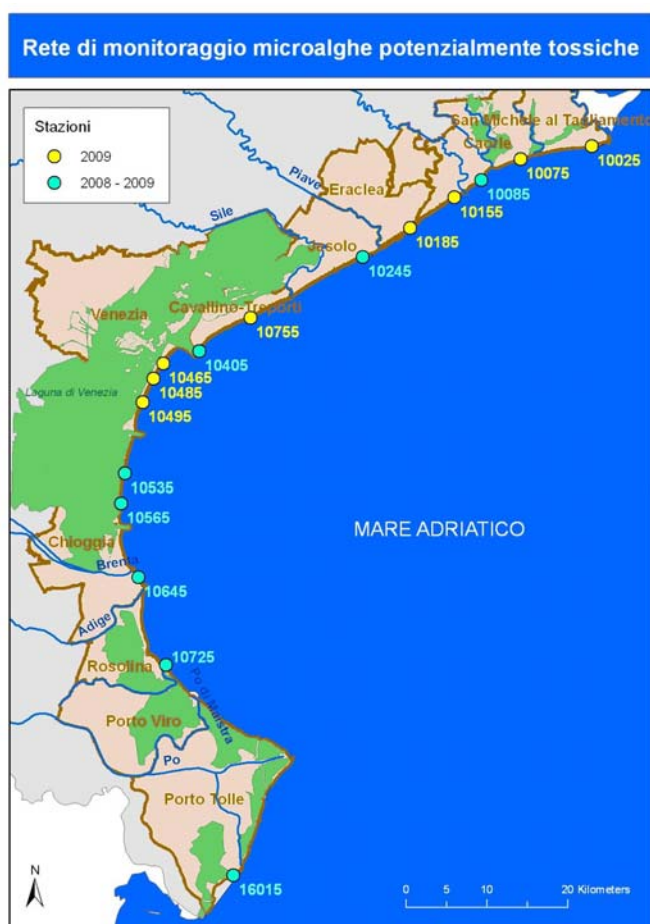 Rete di monitoraggio microalghe potenzialmente tossiche
Stazioni
2009
2008 - 2009
San Michele al Tagliamento
Caorle
10025
10075
10085
Piave
Eraclea
10155
Sile
10185
Jesolo
10245
Cavallino-Treporti
Venezia
10755
10405
10465
Laguna di Venezia
10485
10495
10535
10565
MARE ADRIATICO
Chioggia
Brenta
10645
Adige
10725
Rosolina
Po di Maistra
Porto Viro
Po
Porto Tolle
16015
N
0 5 10 20 Kilometers